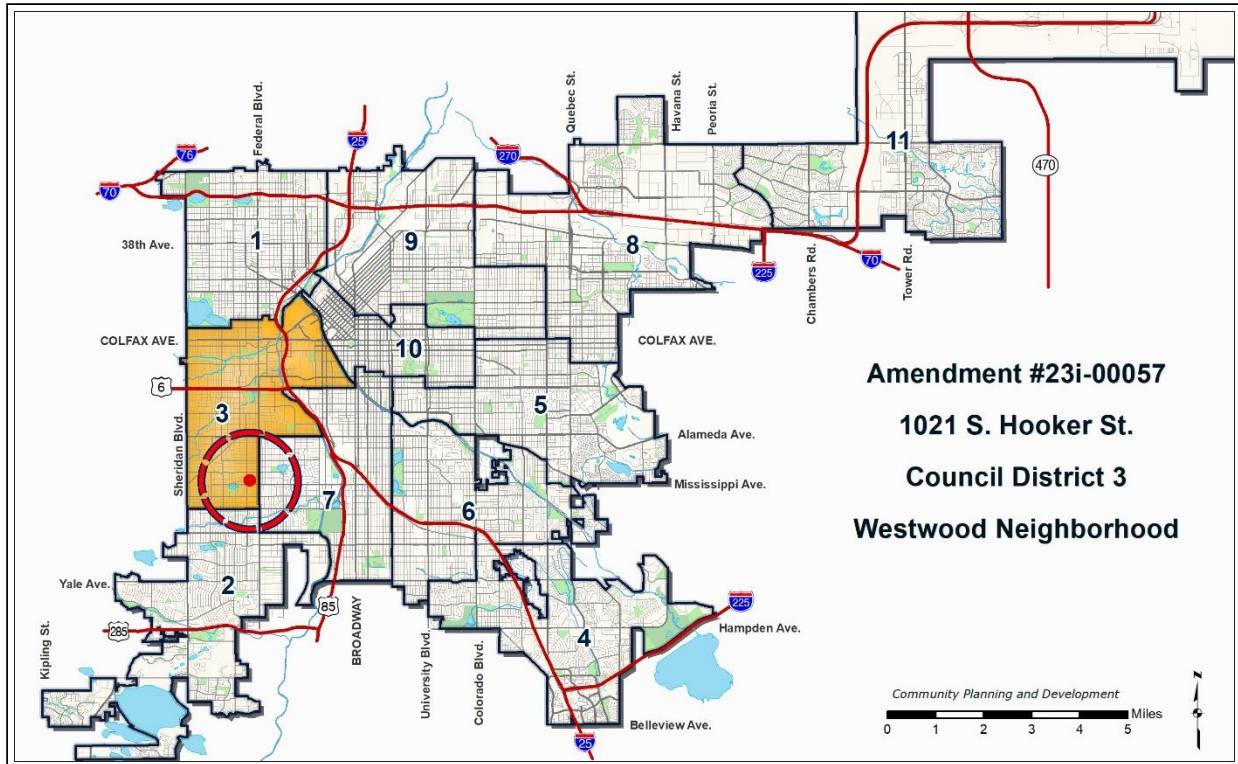 Federal Blvd.
Quebec St.
Havana St.
Peoria St.
76
25
270
11
70
470
38th Ave.
1
9
8
225
70
Chambers Rd.
Tower Rd.
COLFAX AVE.
10
COLFAX AVE.
6
3
5
Sheridan Blvd.
Alameda Ave.
Mississippi Ave.
7
6
Yale Ave.
2
85
BROADWAY
225
285
Hampden Ave.
4
Kipling St.
University Blvd.
Colorado Blvd.
Belleview Ave.
25
Amendment #23i-00057
1021 S. Hooker St.
Council District 3
Westwood Neighborhood
Community Planning and Development
Miles
0 1 2 3 4 5
N